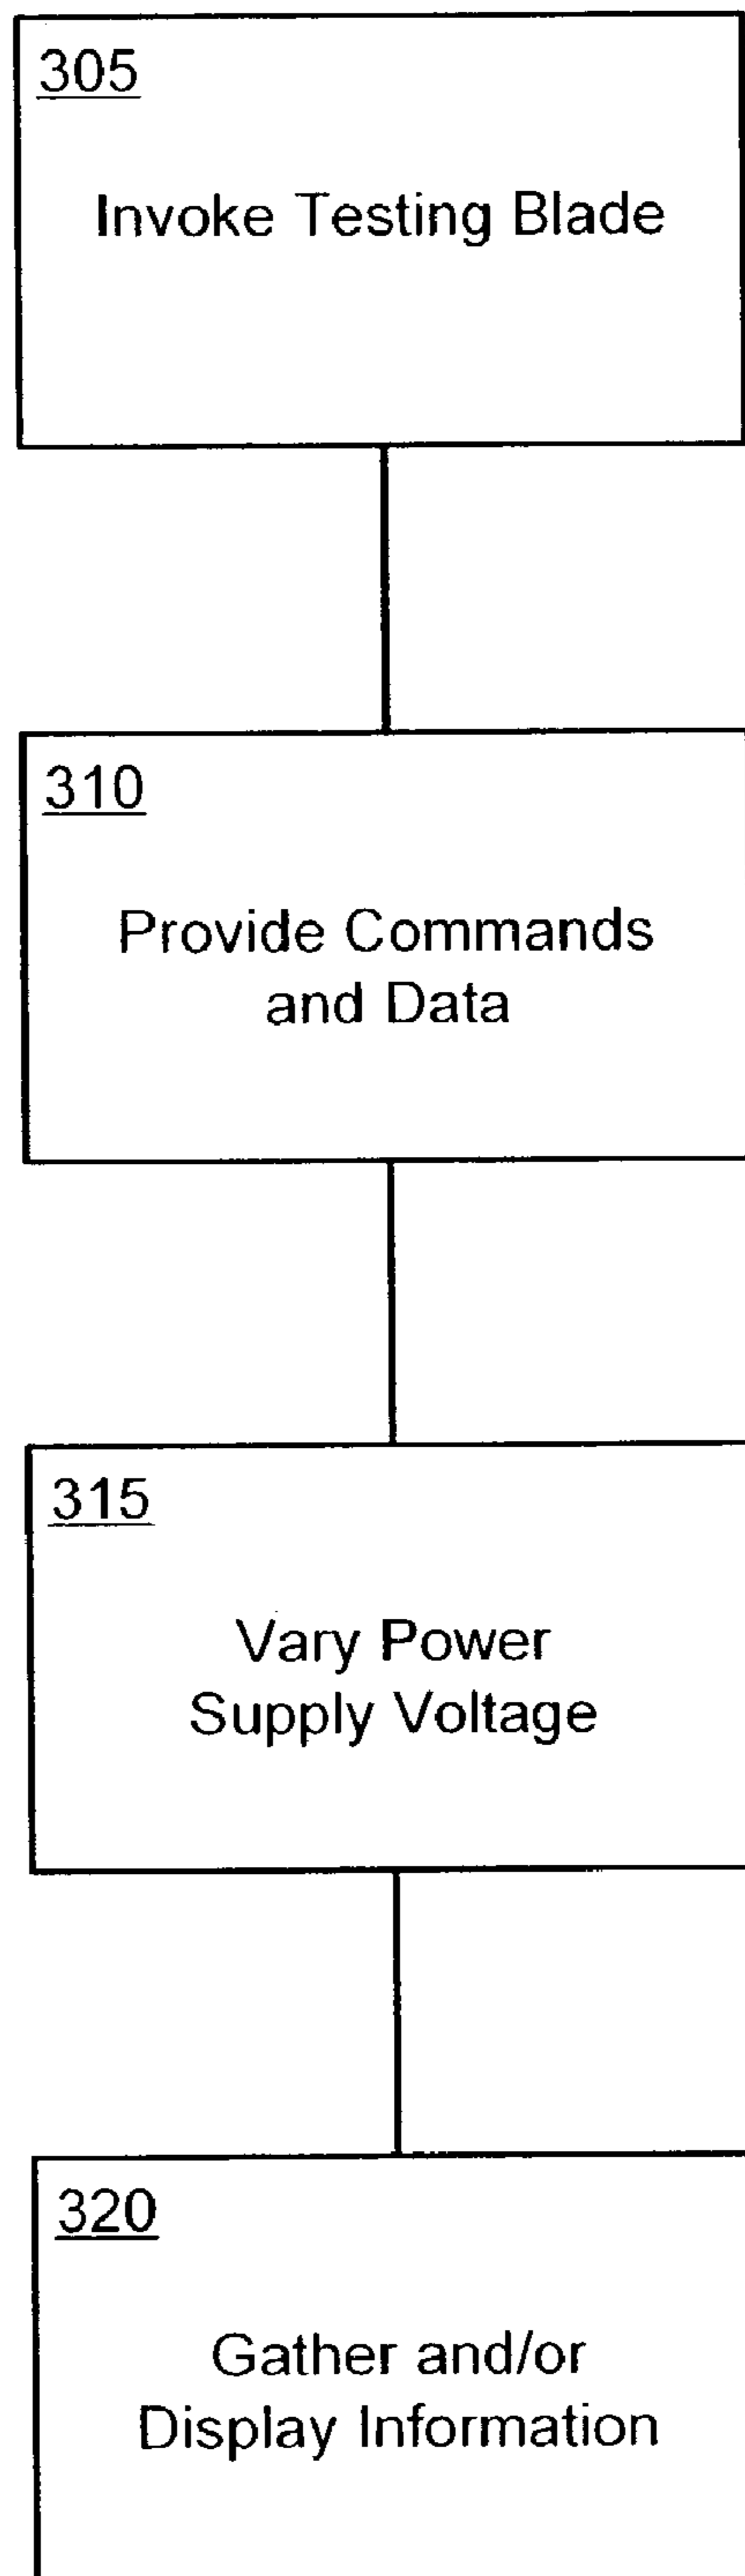 305
Invoke Testing Blade
310
Provide Commands
and Data
315
Vary Power
Supply Voltage
320
Gather and/or
Display Information